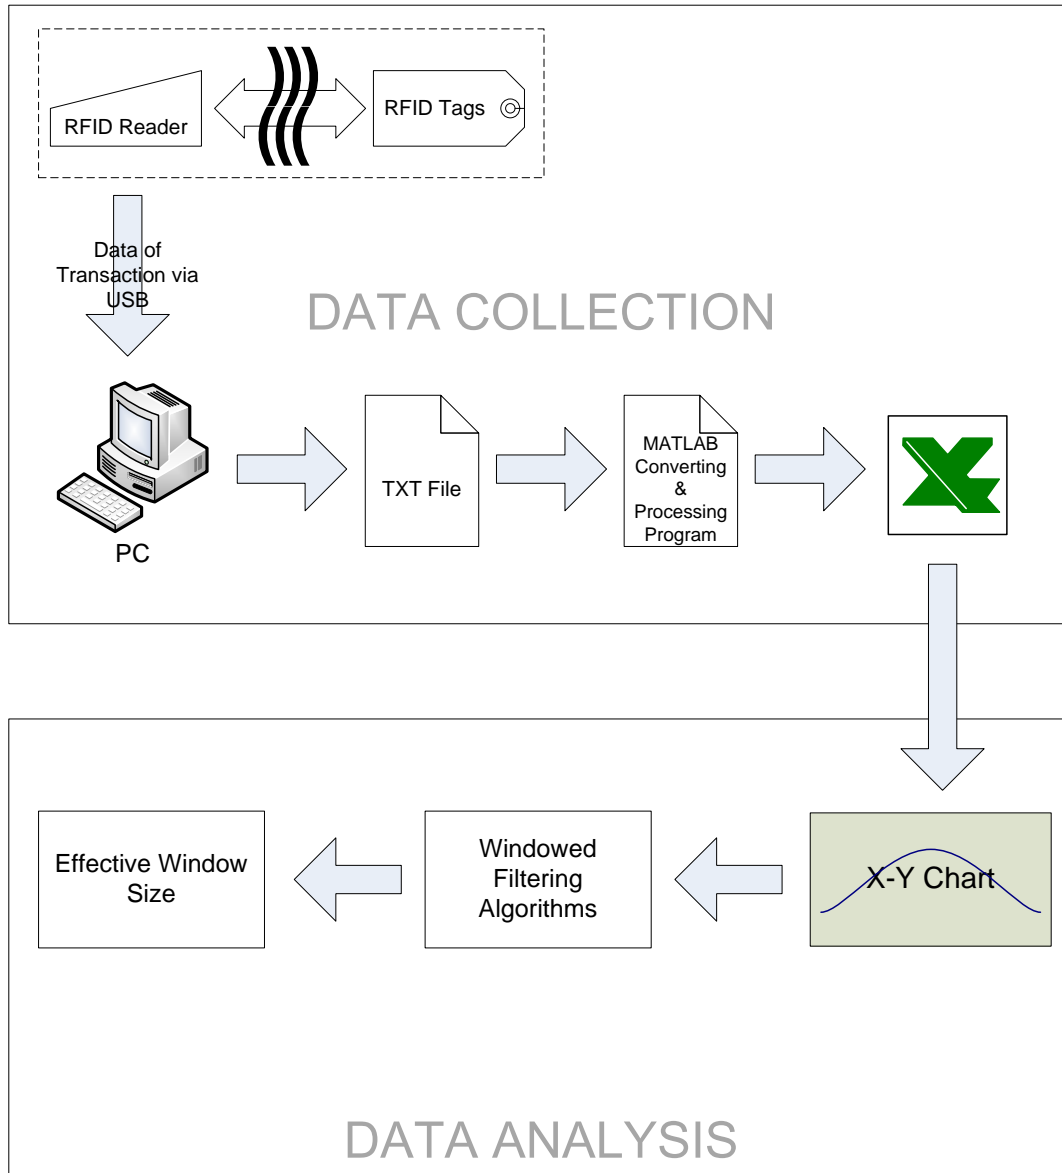 RFID Reader
RFID Tags
Data of
Transaction via
USB
DATA COLLECTION
PC
TXT File
MATLAB
Converting
&
Processing
Program
Effective Window
Size
Windowed
Filtering
Algorithms
X-Y Chart
DATA ANALYSIS